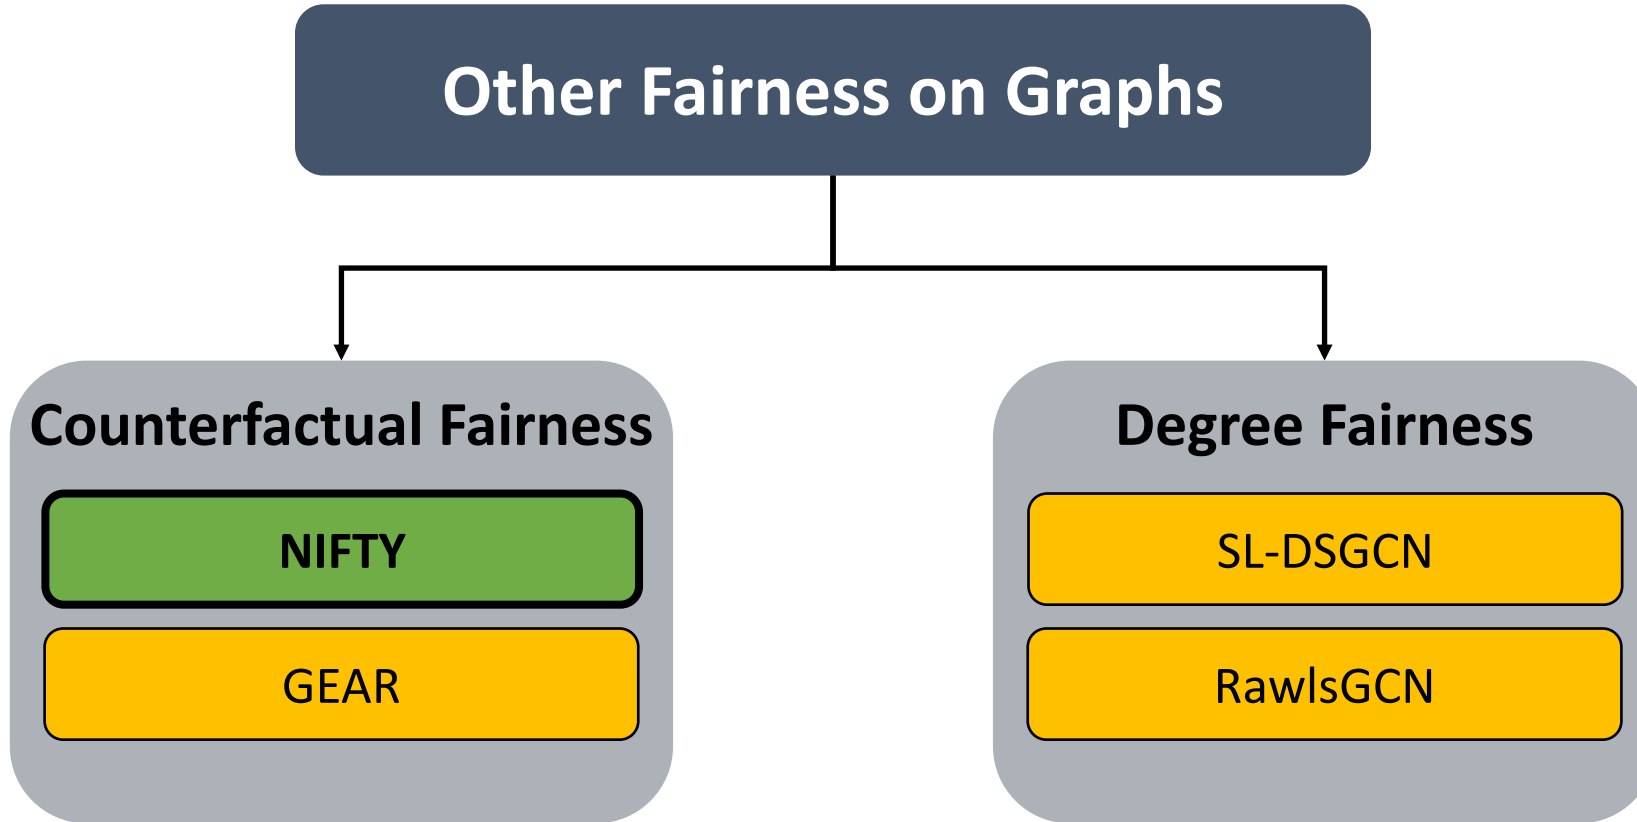 Other Fairness on Graphs
Counterfactual Fairness
NIFTY
GEAR
Degree Fairness
SL-DSGCN
RawlsGCN